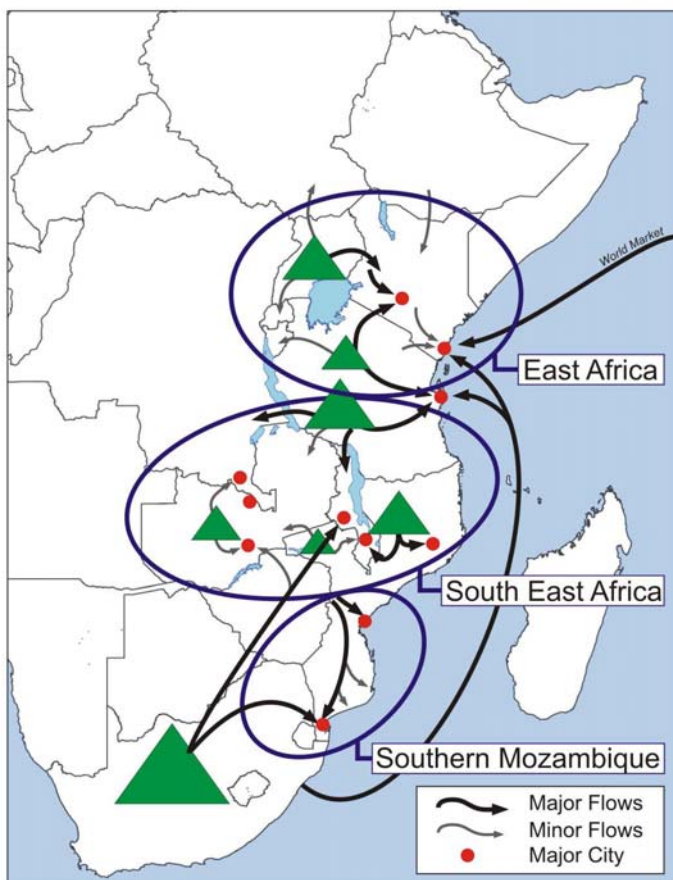 World Market
East Africa
South East Africa
Southern Mozambique
Major Flows
Minor Flows
Major City